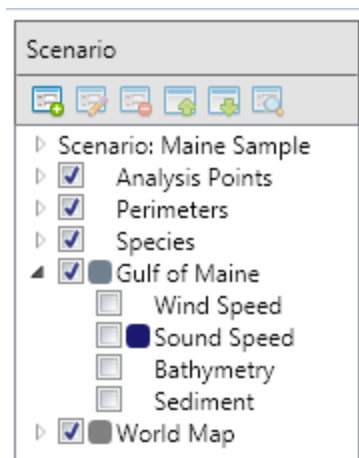 Scenario
Scenario: Maine Sample
Analysis Points
Perimeters
Species
Gulf of Maine
Wind Speed
Sound Speed
Bathymetry
Sediment
World Map